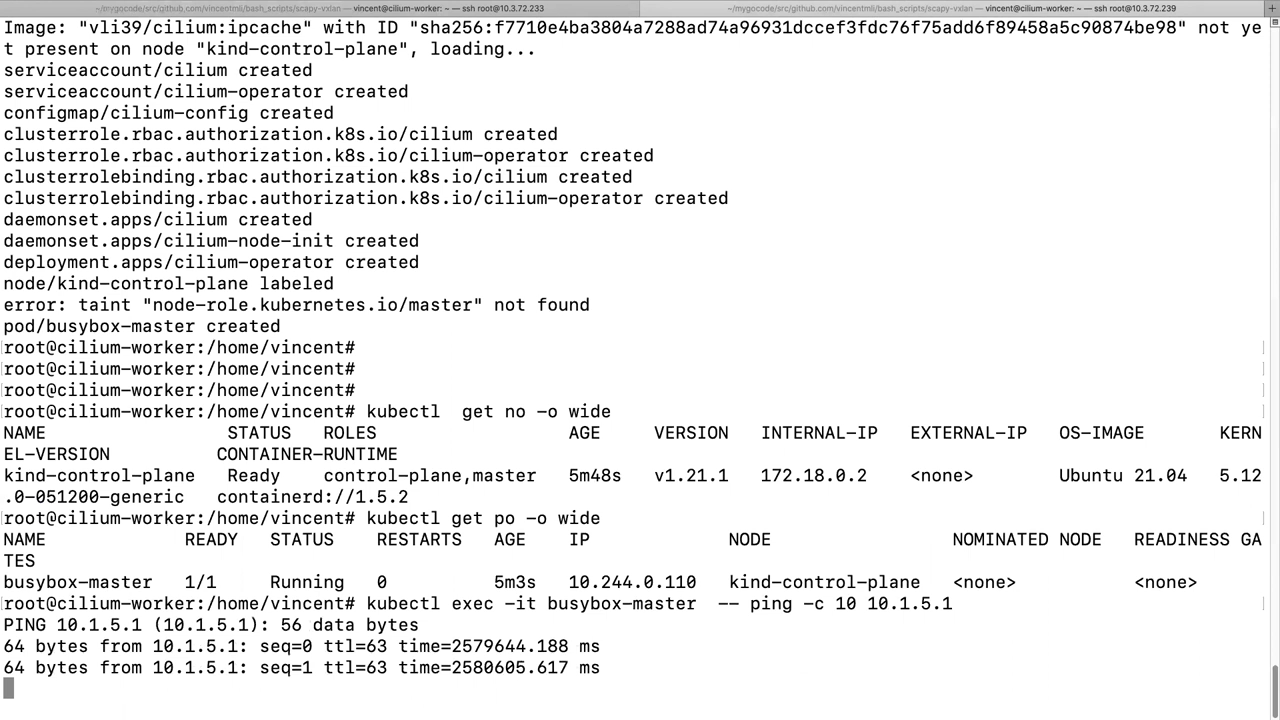 ~/mygocode/src/github.com/vincentmli/bash_scripts/scapy-vxlan — vincent@cilium-worker: ~ — ssh root@10.3.72.233
~/mygocode/src/github.com/vincentmli/bash_scripts/scapy-vxlan — vincent@cilium-worker: ~ — ssh root@10.3.72.239
Image: "vli39/cilium:ipcache" with ID "sha256:f7710e4ba3804a7288ad74a96931dccef3fdc76f75add6f89458a5c90874be98" not ye
t present on node "kind-control-plane", loading...
serviceaccount/cilium created
serviceaccount/cilium-operator created
configmap/cilium-config created
clusterrole.rbac.authorization.k8s.io/cilium created
clusterrole.rbac.authorization.k8s.io/cilium-operator created
clusterrolebinding.rbac.authorization.k8s.io/cilium created
clusterrolebinding.rbac.authorization.k8s.io/cilium-operator created
daemonset.apps/cilium created
daemonset.apps/cilium-node-init created
deployment.apps/cilium-operator created
node/kind-control-plane labeled
error: taint "node-role.kubernetes.io/master" not found
pod/busybox-master created
root@cilium-worker:/home/vincent#
root@cilium-worker:/home/vincent#
root@cilium-worker:/home/vincent#
root@cilium-worker:/home/vincent# kubectl  get no -o wide
NAME                 STATUS   ROLES                  AGE     VERSION   INTERNAL-IP   EXTERNAL-IP   OS-IMAGE       KERN
EL-VERSION          CONTAINER-RUNTIME
kind-control-plane   Ready    control-plane,master   5m48s   v1.21.1   172.18.0.2    <none>        Ubuntu 21.04   5.12
.0-051200-generic   containerd://1.5.2
root@cilium-worker:/home/vincent# kubectl get po -o wide
NAME             READY   STATUS    RESTARTS   AGE    IP             NODE                 NOMINATED NODE   READINESS GA
TES
busybox-master   1/1     Running   0          5m3s   10.244.0.110   kind-control-plane   <none>           <none>
root@cilium-worker:/home/vincent# kubectl exec -it busybox-master  -- ping -c 10 10.1.5.1
PING 10.1.5.1 (10.1.5.1): 56 data bytes
64 bytes from 10.1.5.1: seq=0 ttl=63 time=2579644.188 ms
64 bytes from 10.1.5.1: seq=1 ttl=63 time=2580605.617 ms